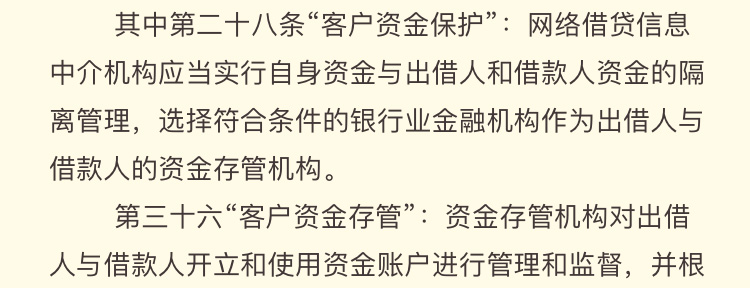 其中第二十八条“客户资金保护”：网络借贷信息
中介机构应当实行自身资金与出借人和借款人资金的隔
离管理，选择符合条件的银行业金融机构作为出借人与
借款人的资金存管机构。
第三十六“客户资金存管”：资金存管机构对出借
人与借款人开立和使用资金账户进行管理和监督，并根